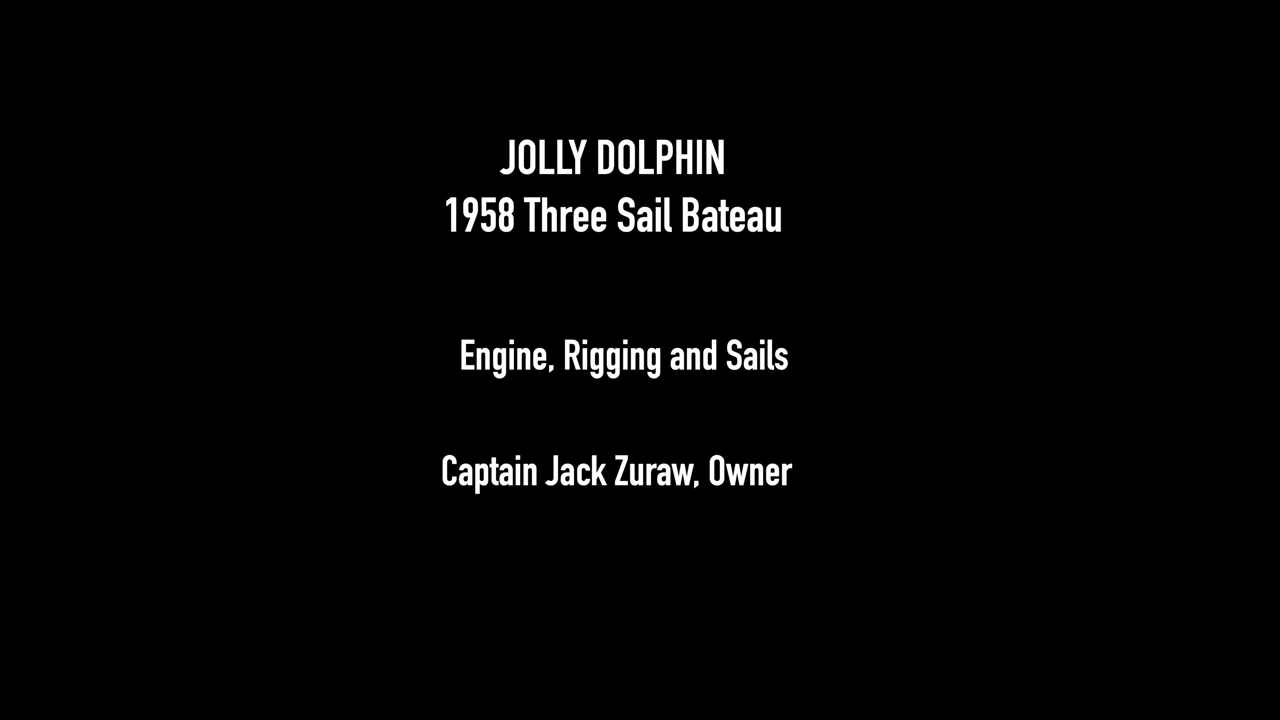 JOLLY DOLPHIN
1958 Three Sail Bateau
Engine, Rigging and Sails
Captain Jack Zuraw, Owner